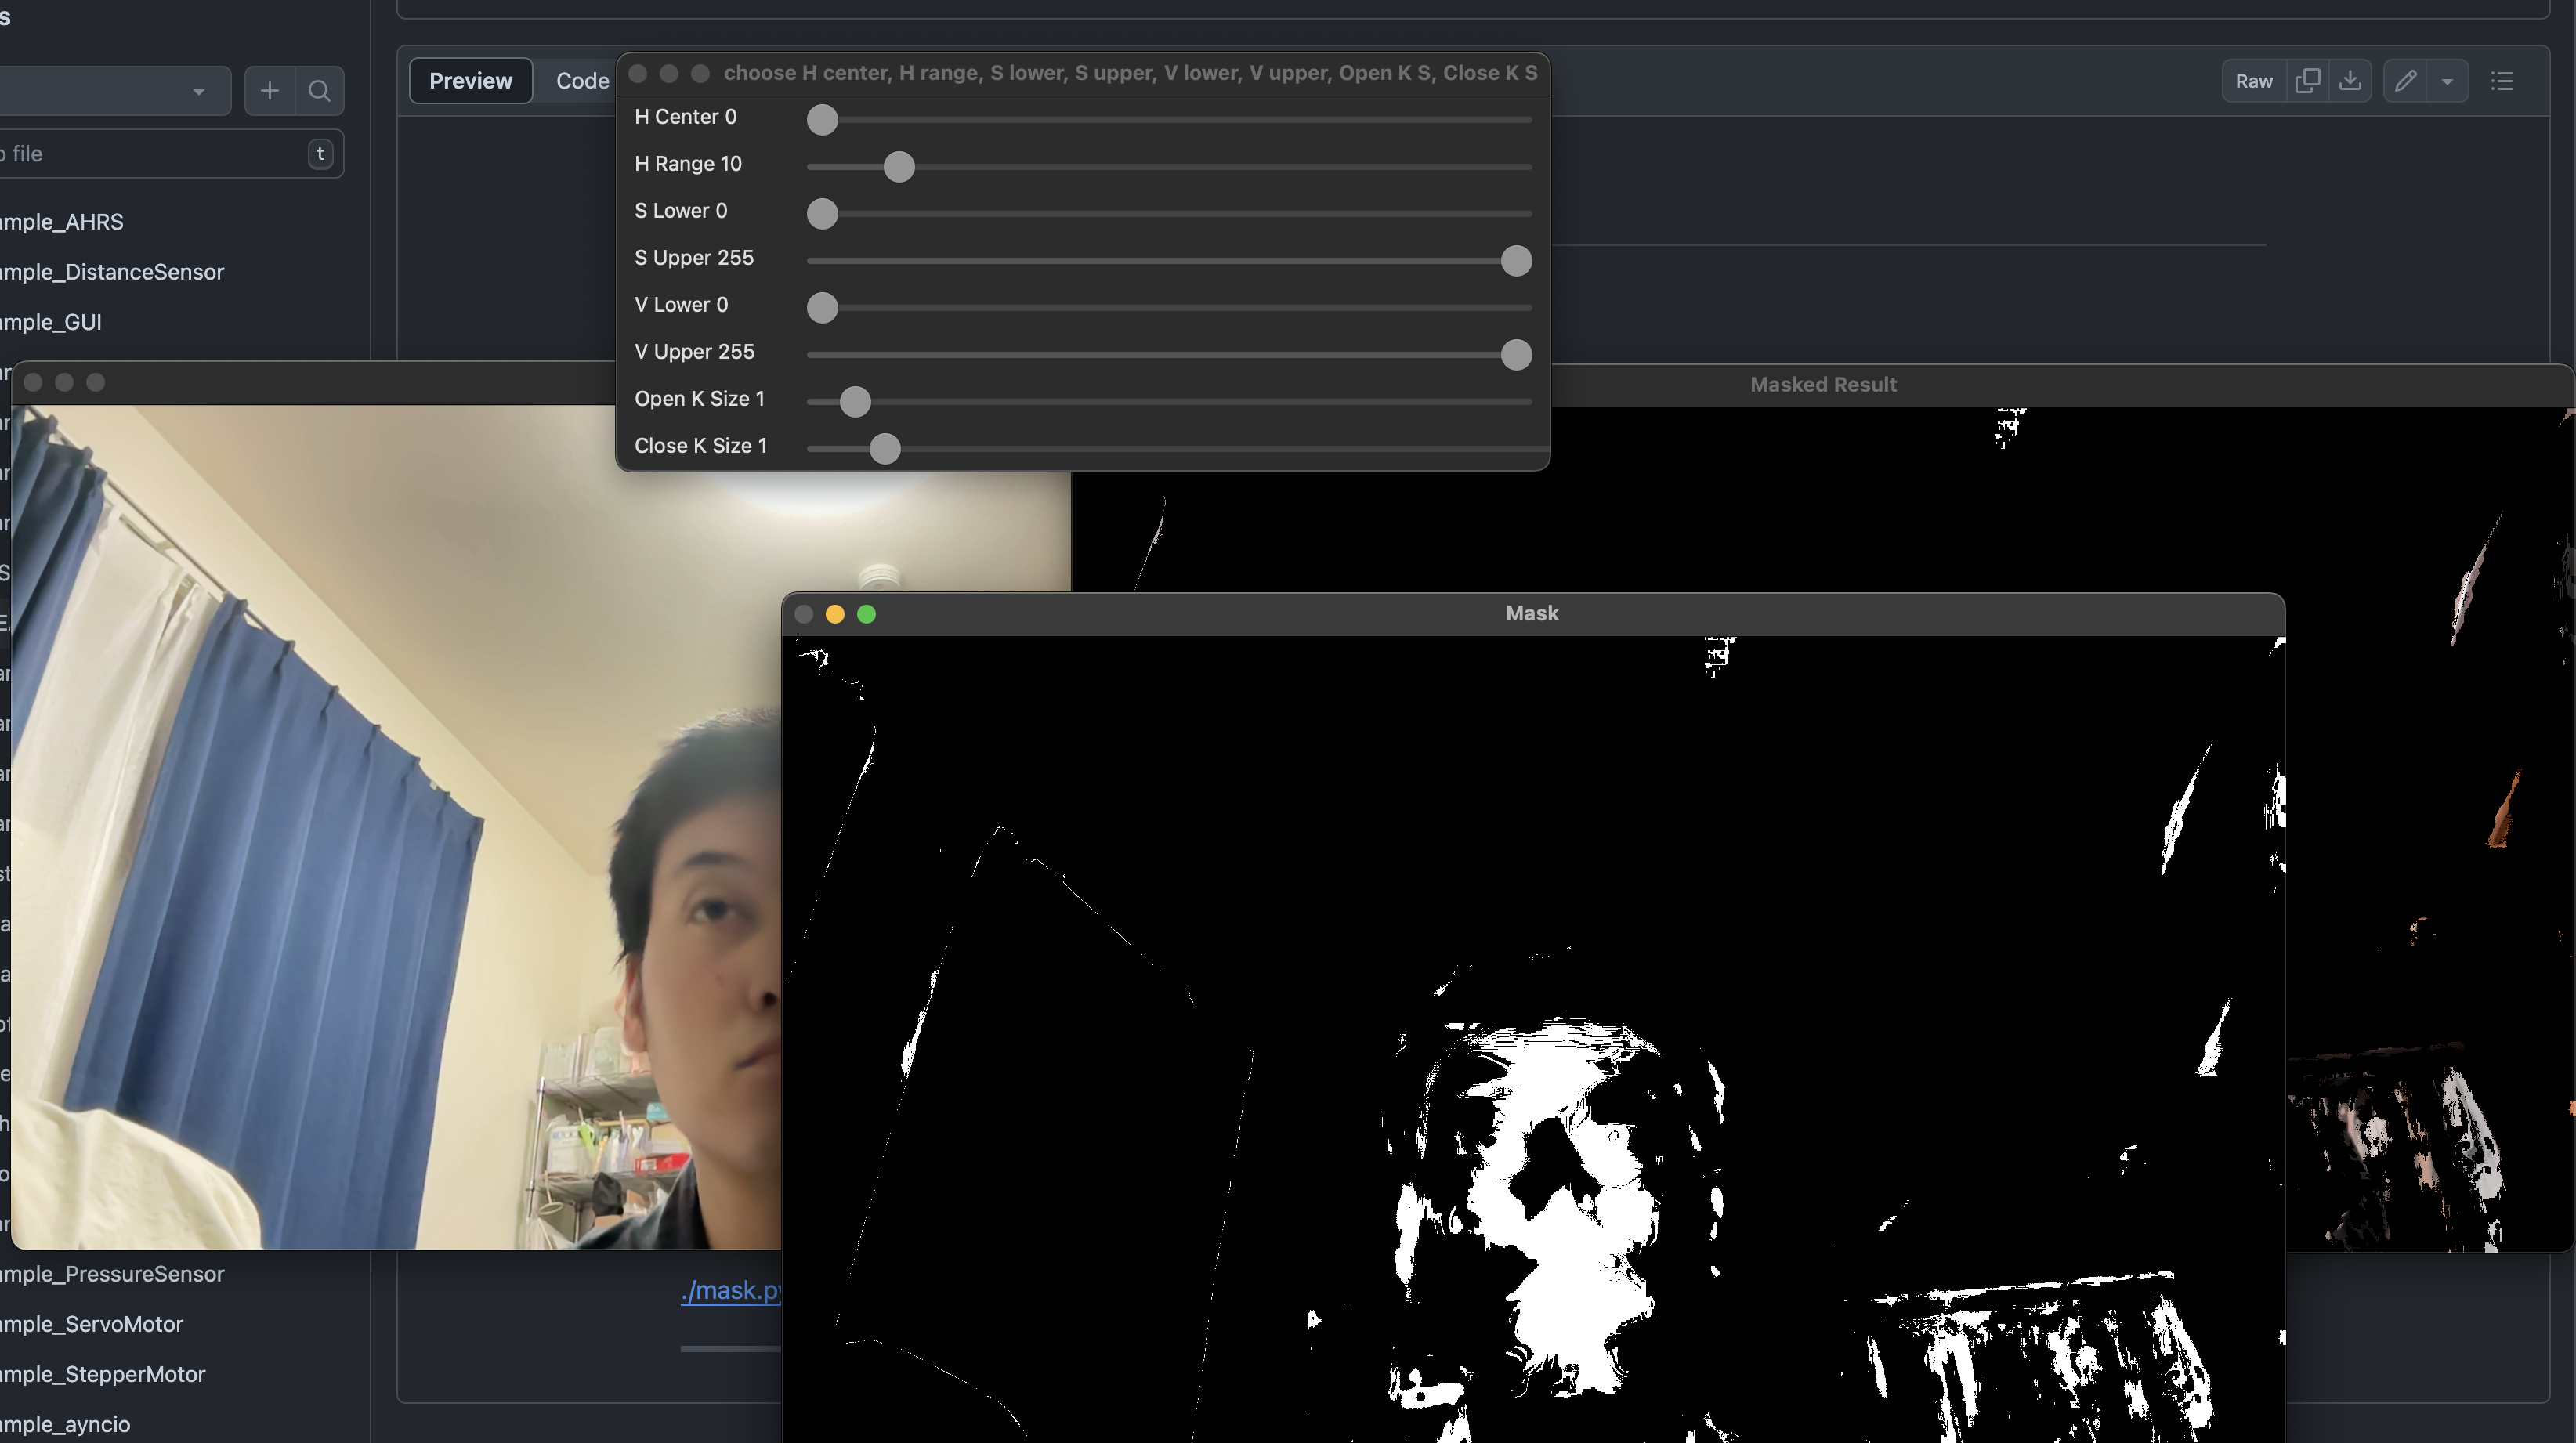 Preview
Code
Raw
choose H center, H range, S lower, S upper, V lower, V upper, Open K S, Close K S
H Center 0
H Range 10
S Lower 0
S Upper 255
V Lower 0
V Upper 255
Open K Size 1
Close K Size 1
file
t
ample_AHRS
ample_DistanceSensor
ample_GUI
Masked Result
Mask
ample_PressureSensor
ample_ServoMotor
ample_StepperMotor
ample_ayncio
./mask.py